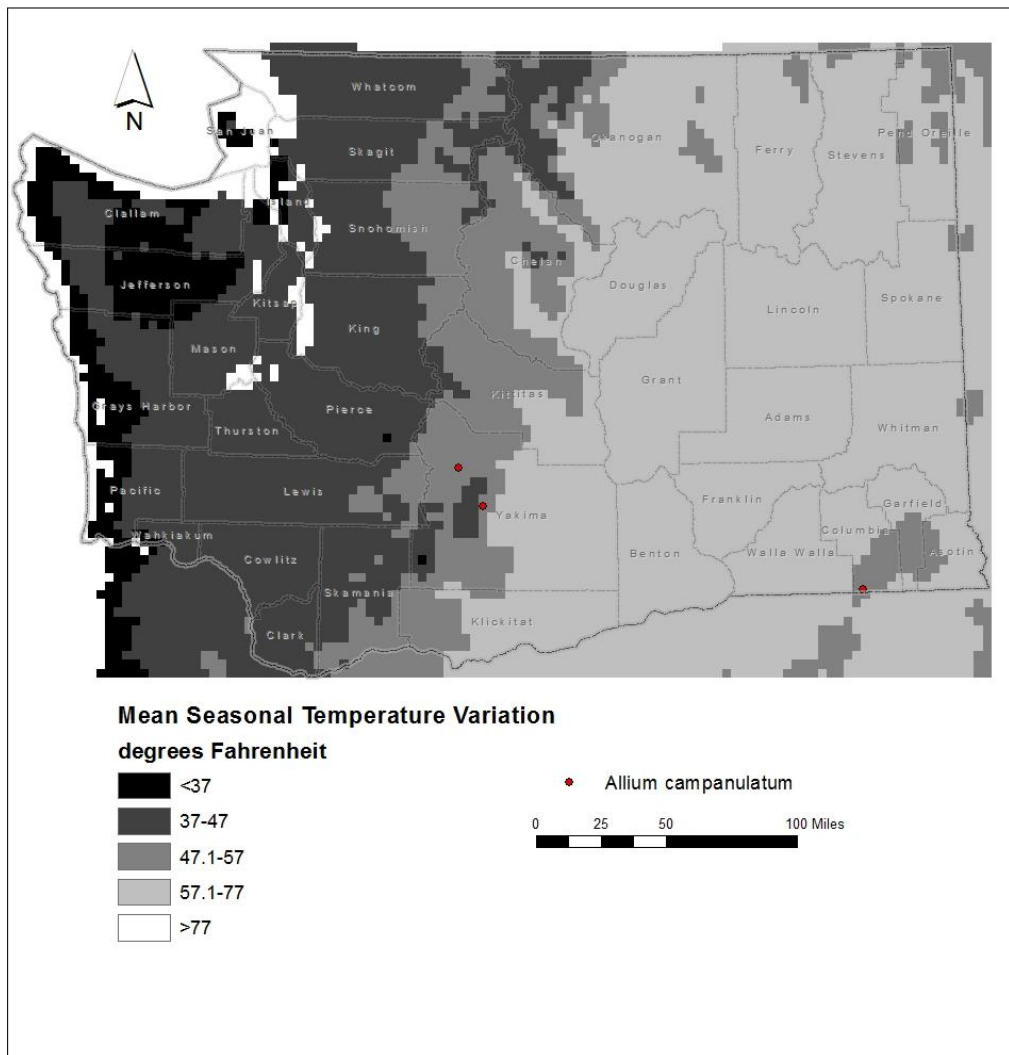 N
Whatcom
San Juan
Skagit
Okanogan
Ferry
Stevens
Pend Oreille
Island
Clallam
Snohomish
Chelan
Jefferson
Kitsap
Douglas
Lincoln
Spokane
King
Mason
Grant
Kittitas
Grays Harbor
Pierce
Adams
Whitman
Thurston
Pacific
Lewis
Yakima
Franklin
Garfield
Columbia
Wahkiakum
Cowlitz
Benton
Walla Walla
Asotin
Skamania
Klickitat
Clark
Mean Seasonal Temperature Variation
degrees Fahrenheit
<37
37-47
47.1-57
57.1-77
>77
Allium campanulatum
0 25 50 100 Miles